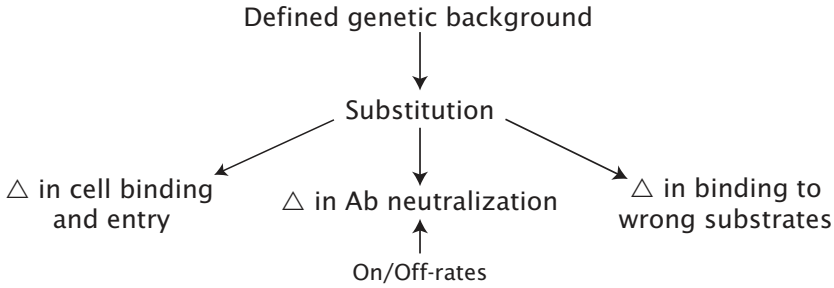 Defined genetic background
Substitution
△ in cell binding
and entry
△ in Ab neutralization
△ in binding to
wrong substrates
On/Off-rates